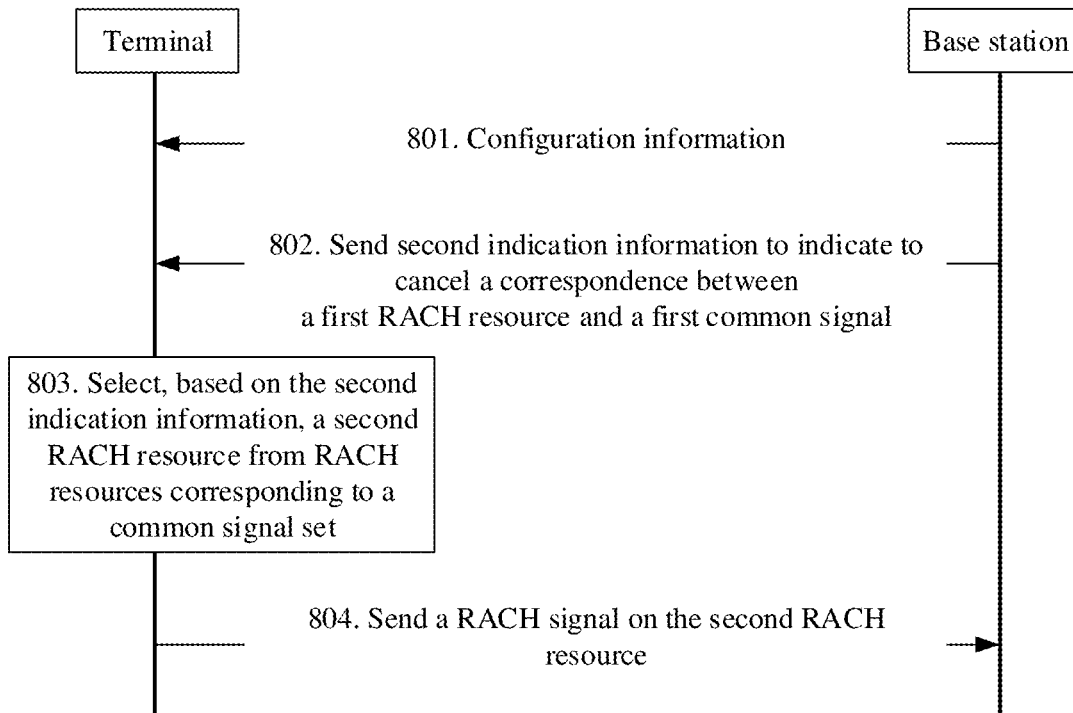 Terminal
Base station
801. Configuration information
802. Send second indication information to indicate to
cancel a correspondence between
a first RACH resource and a first common signal
803. Select, based on the second
indication information, a second
RACH resource from RACH
resources corresponding to a
common signal set
804. Send a RACH signal on the second RACH
resource